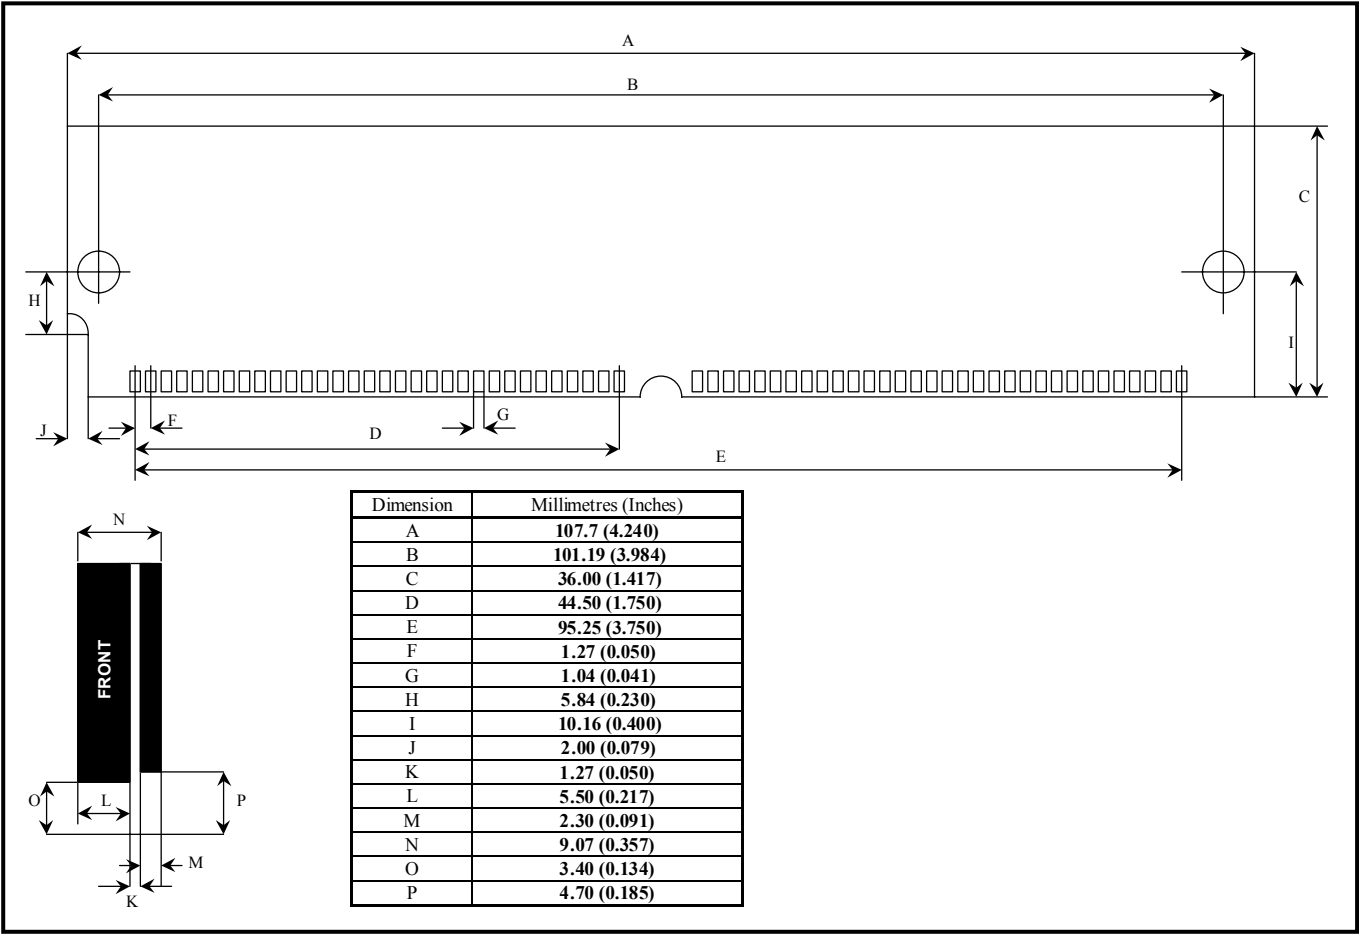 A
B
C
H
I
F
G
J
D
E
N
FRONT
O
L
P
M
K
Dimension Millimetres (Inches)
A 107.7 (4.240)
B 101.19 (3.984)
C 36.00 (1.417)
D 44.50 (1.750)
E 95.25 (3.750)
F 1.27 (0.050)
G 1.04 (0.041)
H 5.84 (0.230)
I 10.16 (0.400)
J 2.00 (0.079)
K 1.27 (0.050)
L 5.50 (0.217)
M 2.30 (0.091)
N 9.07 (0.357)
O 3.40 (0.134)
P 4.70 (0.185)